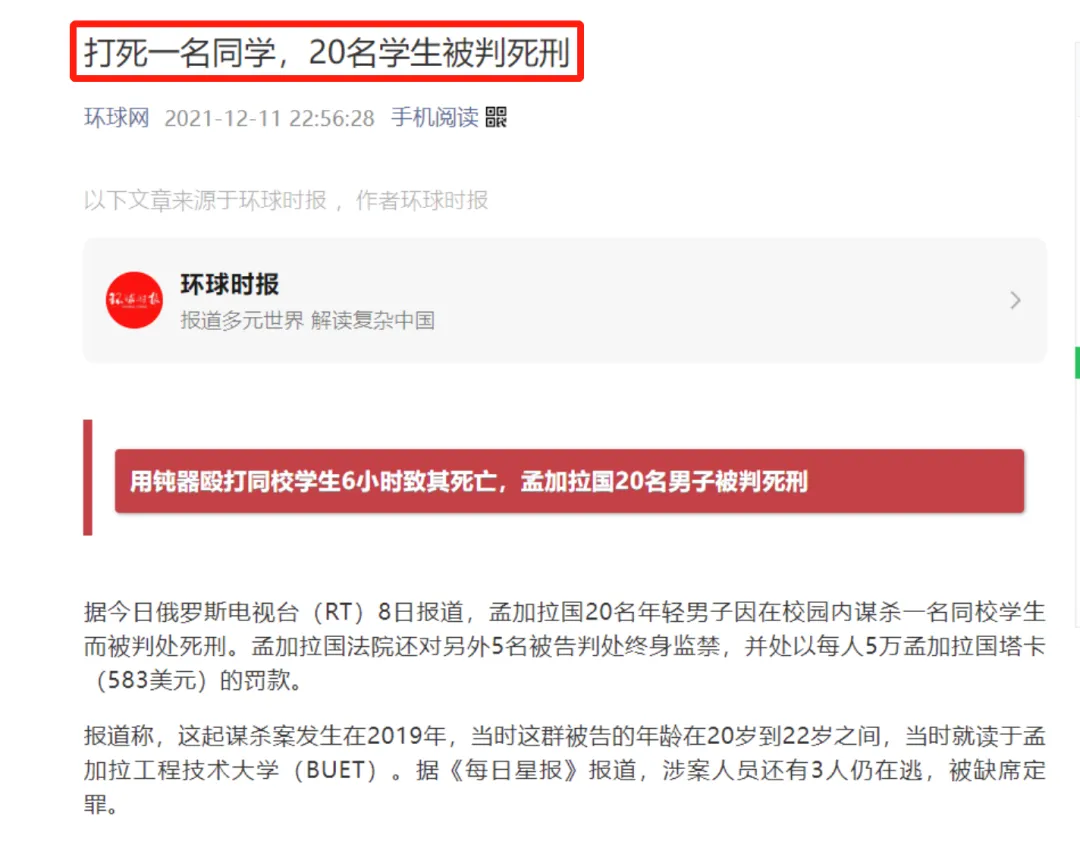 打死一名同学，20名学生被判死刑
环球网 2021-12-11 22:56:28 手机阅读
以下文章来源于环球时报 ，作者环球时报
环球时报
环球时报
报道多元世界 解读复杂中国
用钝器殴打同校学生6小时致其死亡，孟加拉国20名男子被判死刑
据今日俄罗斯电视台（RT）8日报道，孟加拉国20名年轻男子因在校园内谋杀一名同校学生
而被判处死刑。孟加拉国法院还对另外5名被告判处终身监禁，并处以每人5万孟加拉国塔卡
（583美元）的罚款。
报道称，这起谋杀案发生在2019年，当时这群被告的年龄在20岁到22岁之间，当时就读于孟
加拉工程技术大学（BUET）。据《每日星报》报道，涉案人员还有3人仍在逃，被缺席定
罪。